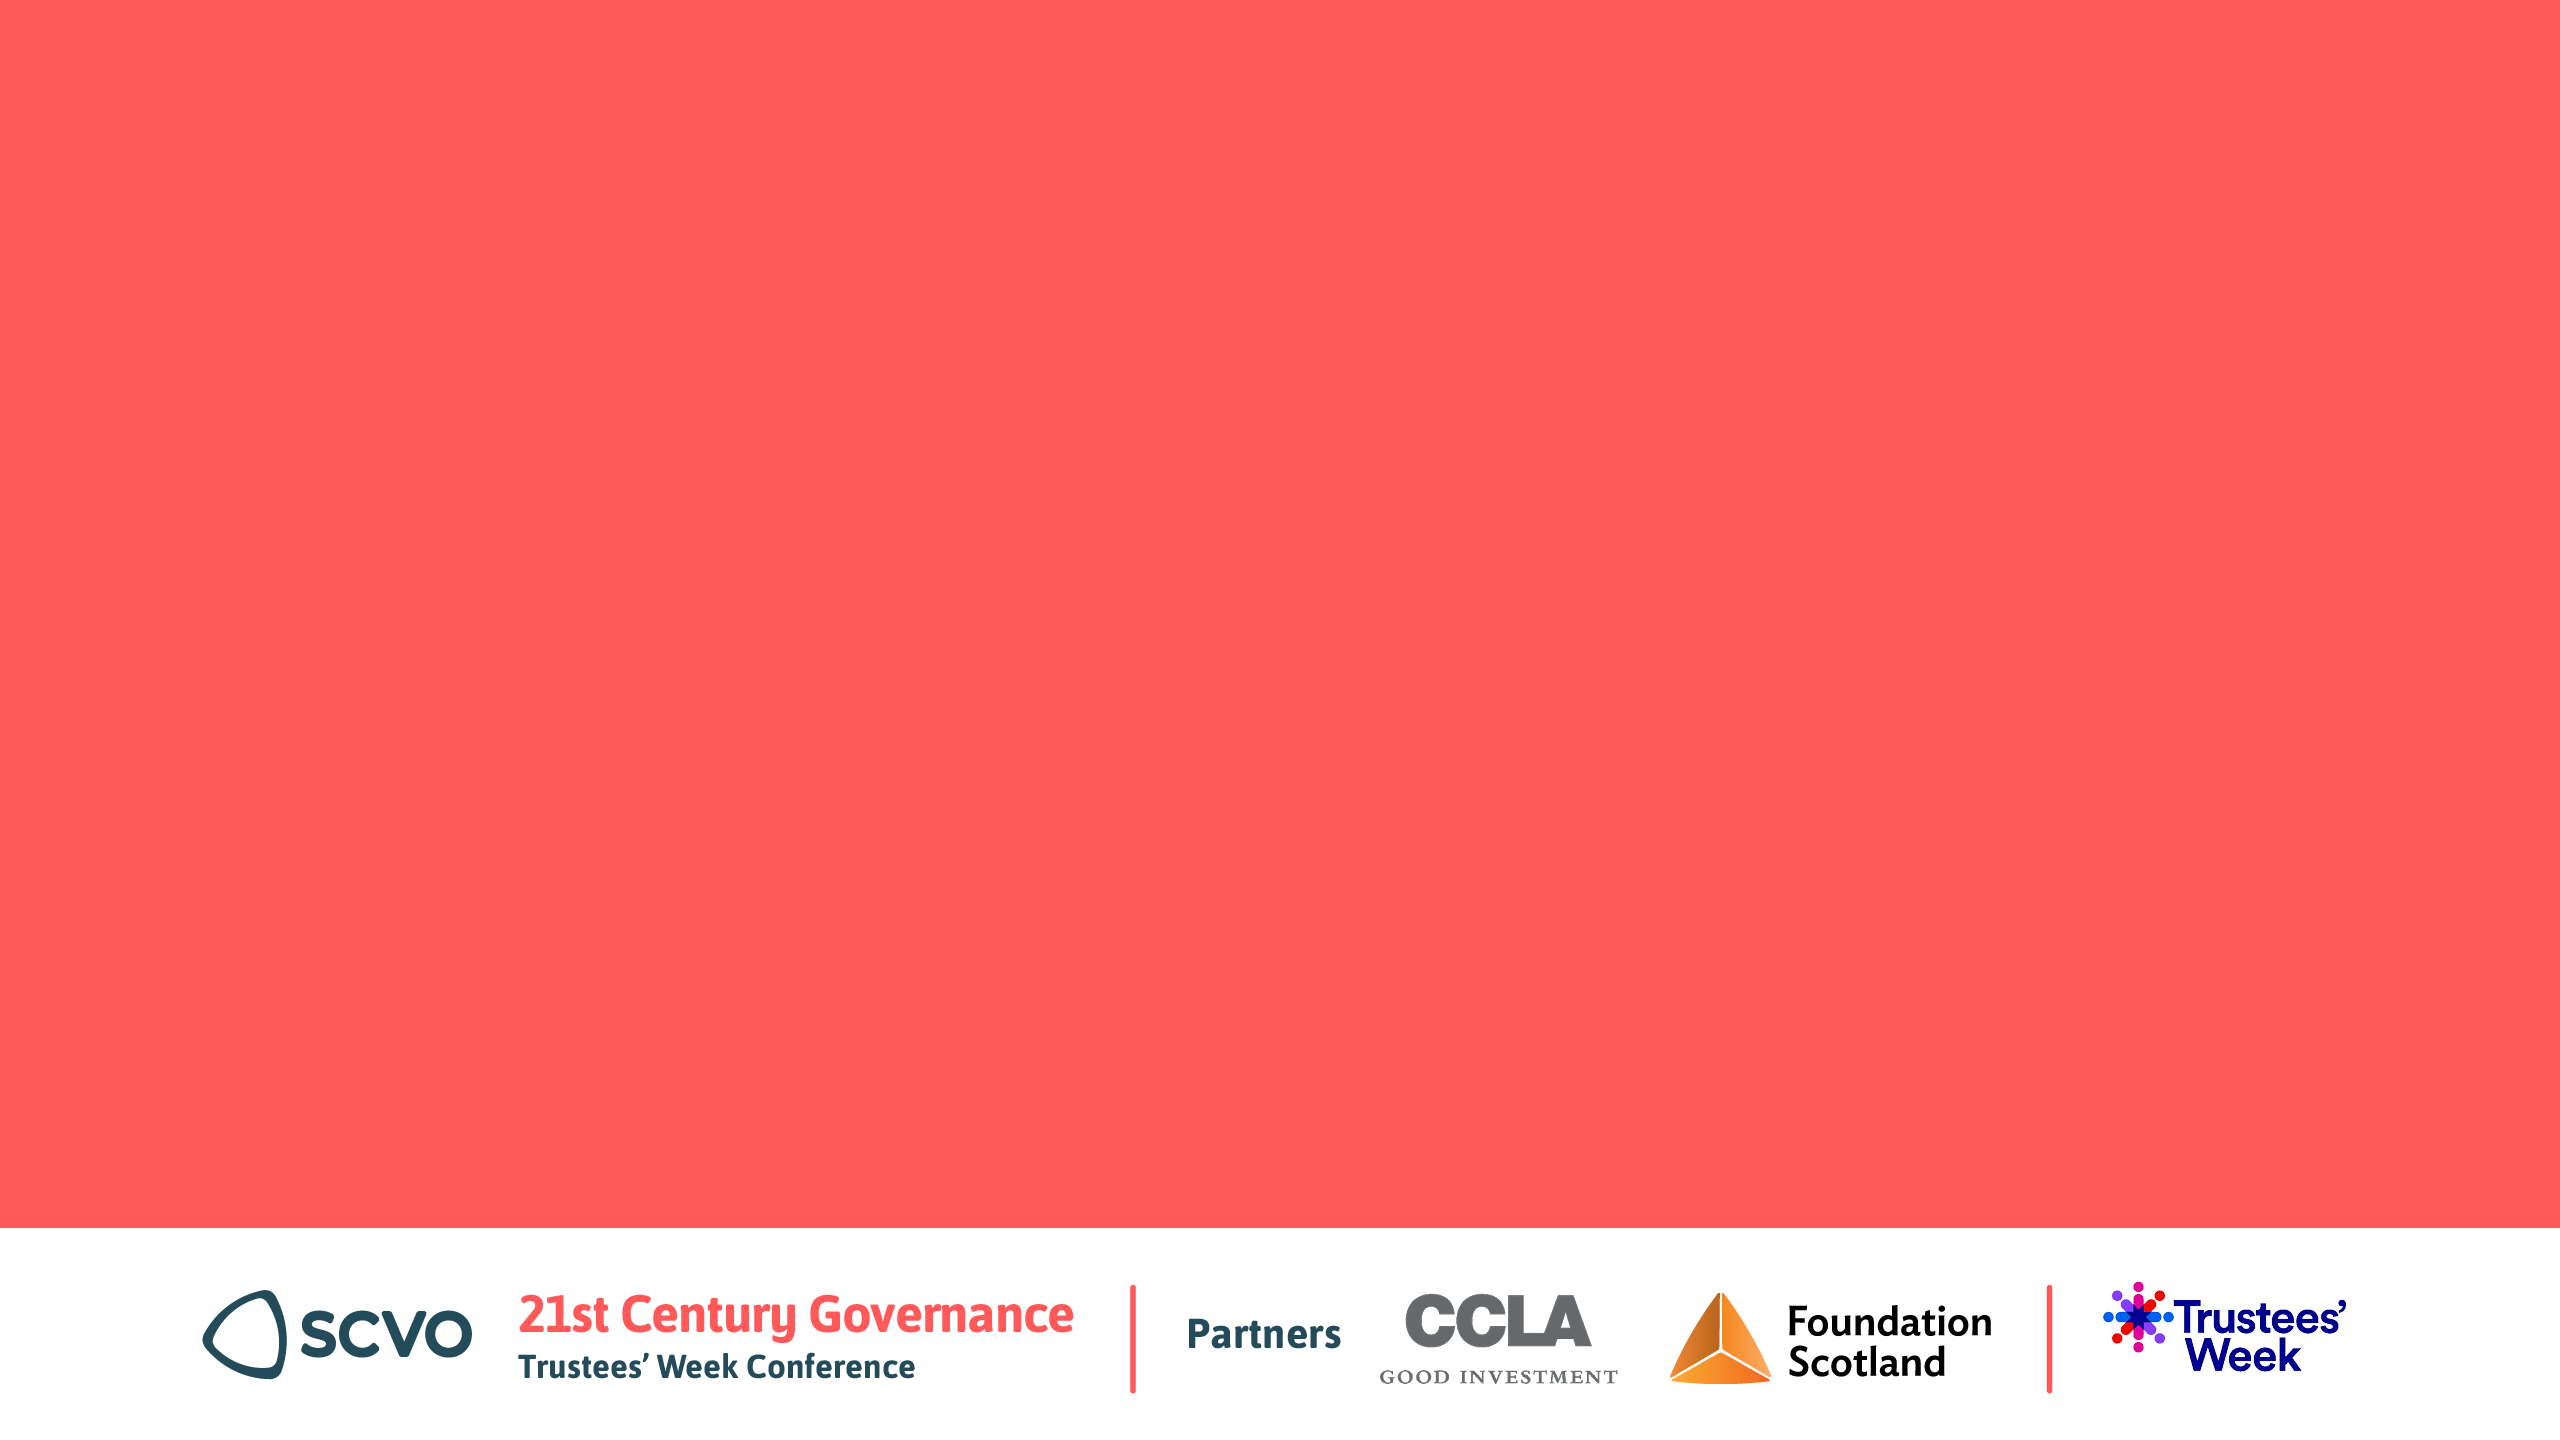 SCVO
21st Century Governance
Trustees’ Week Conference
Partners
CCLA
GOOD INVESTMENT
Foundation
Scotland
Trustees’
Week